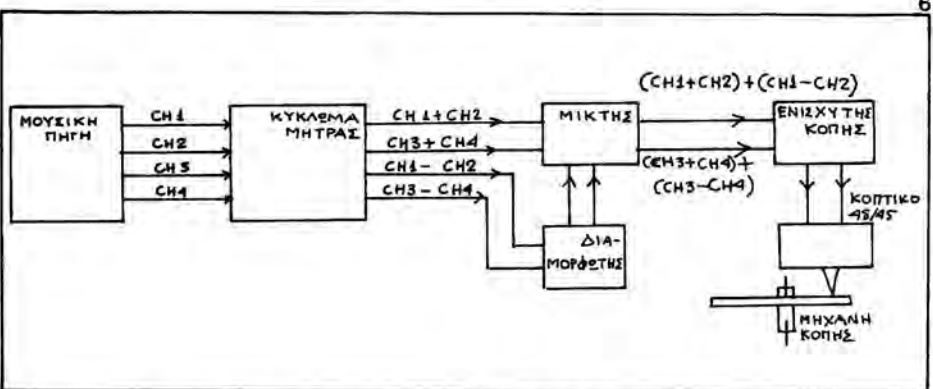 ΜΟΥΣΙΚΗ
ΠΗΓΗ
CH1
CH2
CH3
CH4
ΚΥΚΛΩΜΑ
ΜΗΤΡΑΣ
CH1+CH2
CH3+CH4
CH1-CH2
CH3-CH4
ΜΙΚΤΗΣ
ΔΙΑ-
ΜΟΡΦΩΤΗΣ
(CH1+CH2)+(CH1-CH2)
(CH3+CH4)+
(CH3-CH4)
ΕΝΙΣΧΥΤΗΣ
ΚΟΠΗΣ
ΚΟΠΤΙΚΟ
45/45
ΜΗΧΑΝΗ
ΚΟΠΗΣ